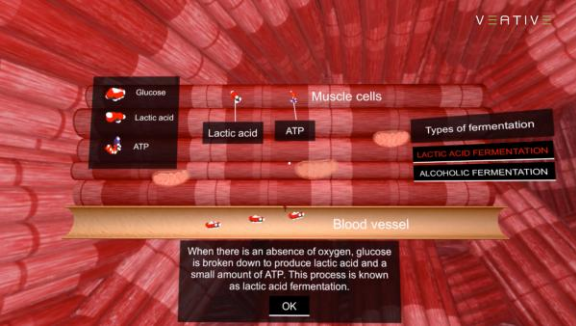 VEATIVE
Glucose
Lactic acid
ATP
Muscle cells
Lactic acid
ATP
Types of fermentation
LACTIC ACID FERMENTATION
ALCOHOLIC FERMENTATION
Blood vessel
When there is an absence of oxygen, glucose
is broken down to produce lactic acid and a
small amount of ATP. This process is known
as lactic acid fermentation.
OK